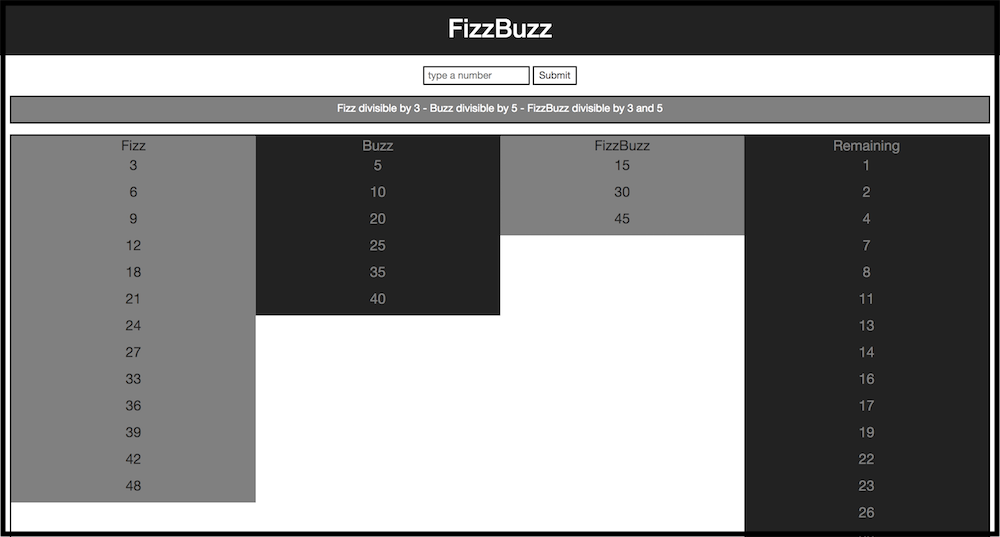 FizzBuzz
type a number Submit
Fizz divisible by 3 - Buzz divisible by 5 - FizzBuzz divisible by 3 and 5
Fizz Buzz FizzBuzz Remaining
3 5 15 1
6 10 30 2
9 20 45 4
12 25 7
18 35 8
21 40 11
24 13
27 14
33 16
36 17
39 19
42 22
48 23
26